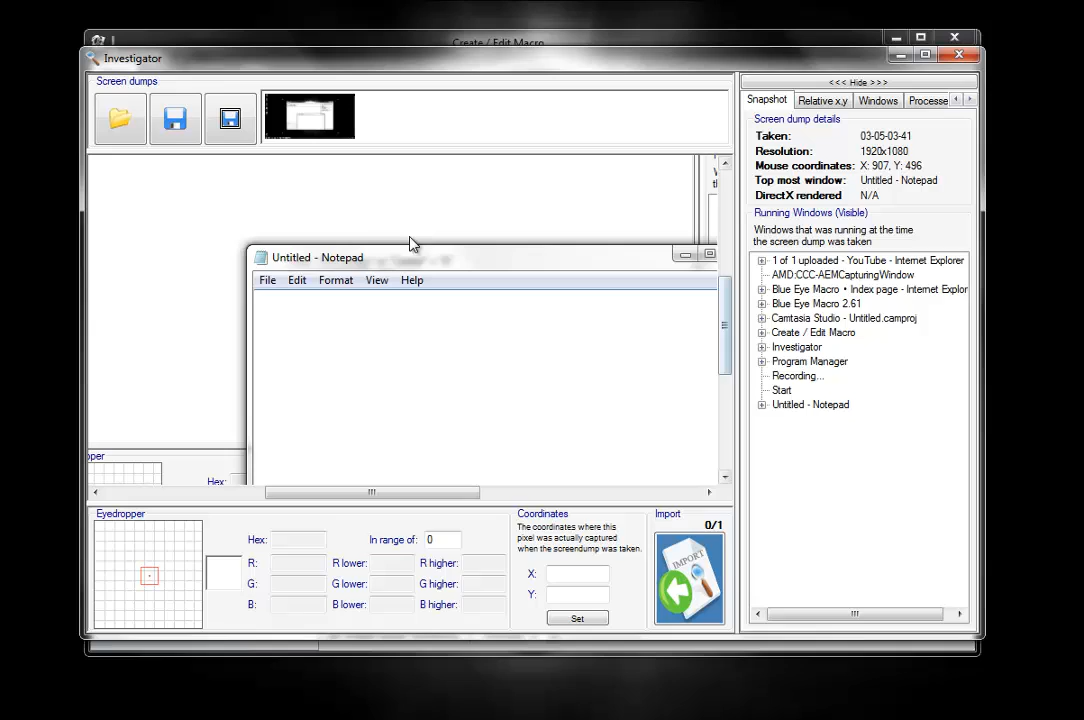 Create / Edit Macro
Investigator
Screen dumps
<<< Hide >>>
Snapshot
Relative x,y
Windows
Processe
Screen dump details
Taken: 03-05-03-41
Resolution: 1920x1080
Mouse coordinates: X: 907, Y: 496
Top most window: Untitled - Notepad
DirectX rendered N/A
Running Windows (Visible)
Windows that was running at the time
the screen dump was taken
1 of 1 uploaded - YouTube - Internet Explorer
AMD:CCC-AEMCapturingWindow
Blue Eye Macro • Index page - Internet Explor
Blue Eye Macro 2.61
Camtasia Studio - Untitled.camproj
Create / Edit Macro
Investigator
Program Manager
Recording...
Start
Untitled - Notepad
Untitled - Notepad
File Edit Format View Help
pper
Hex:
Eyedropper
Hex:
In range of: 0
R: R lower: R higher:
G: G lower: G higher:
B: B lower: B higher:
Coordinates
The coordinates where this
pixel was actually captured
when the screendump was taken.
X:
Y:
Set
Import
0/1
IMPORT